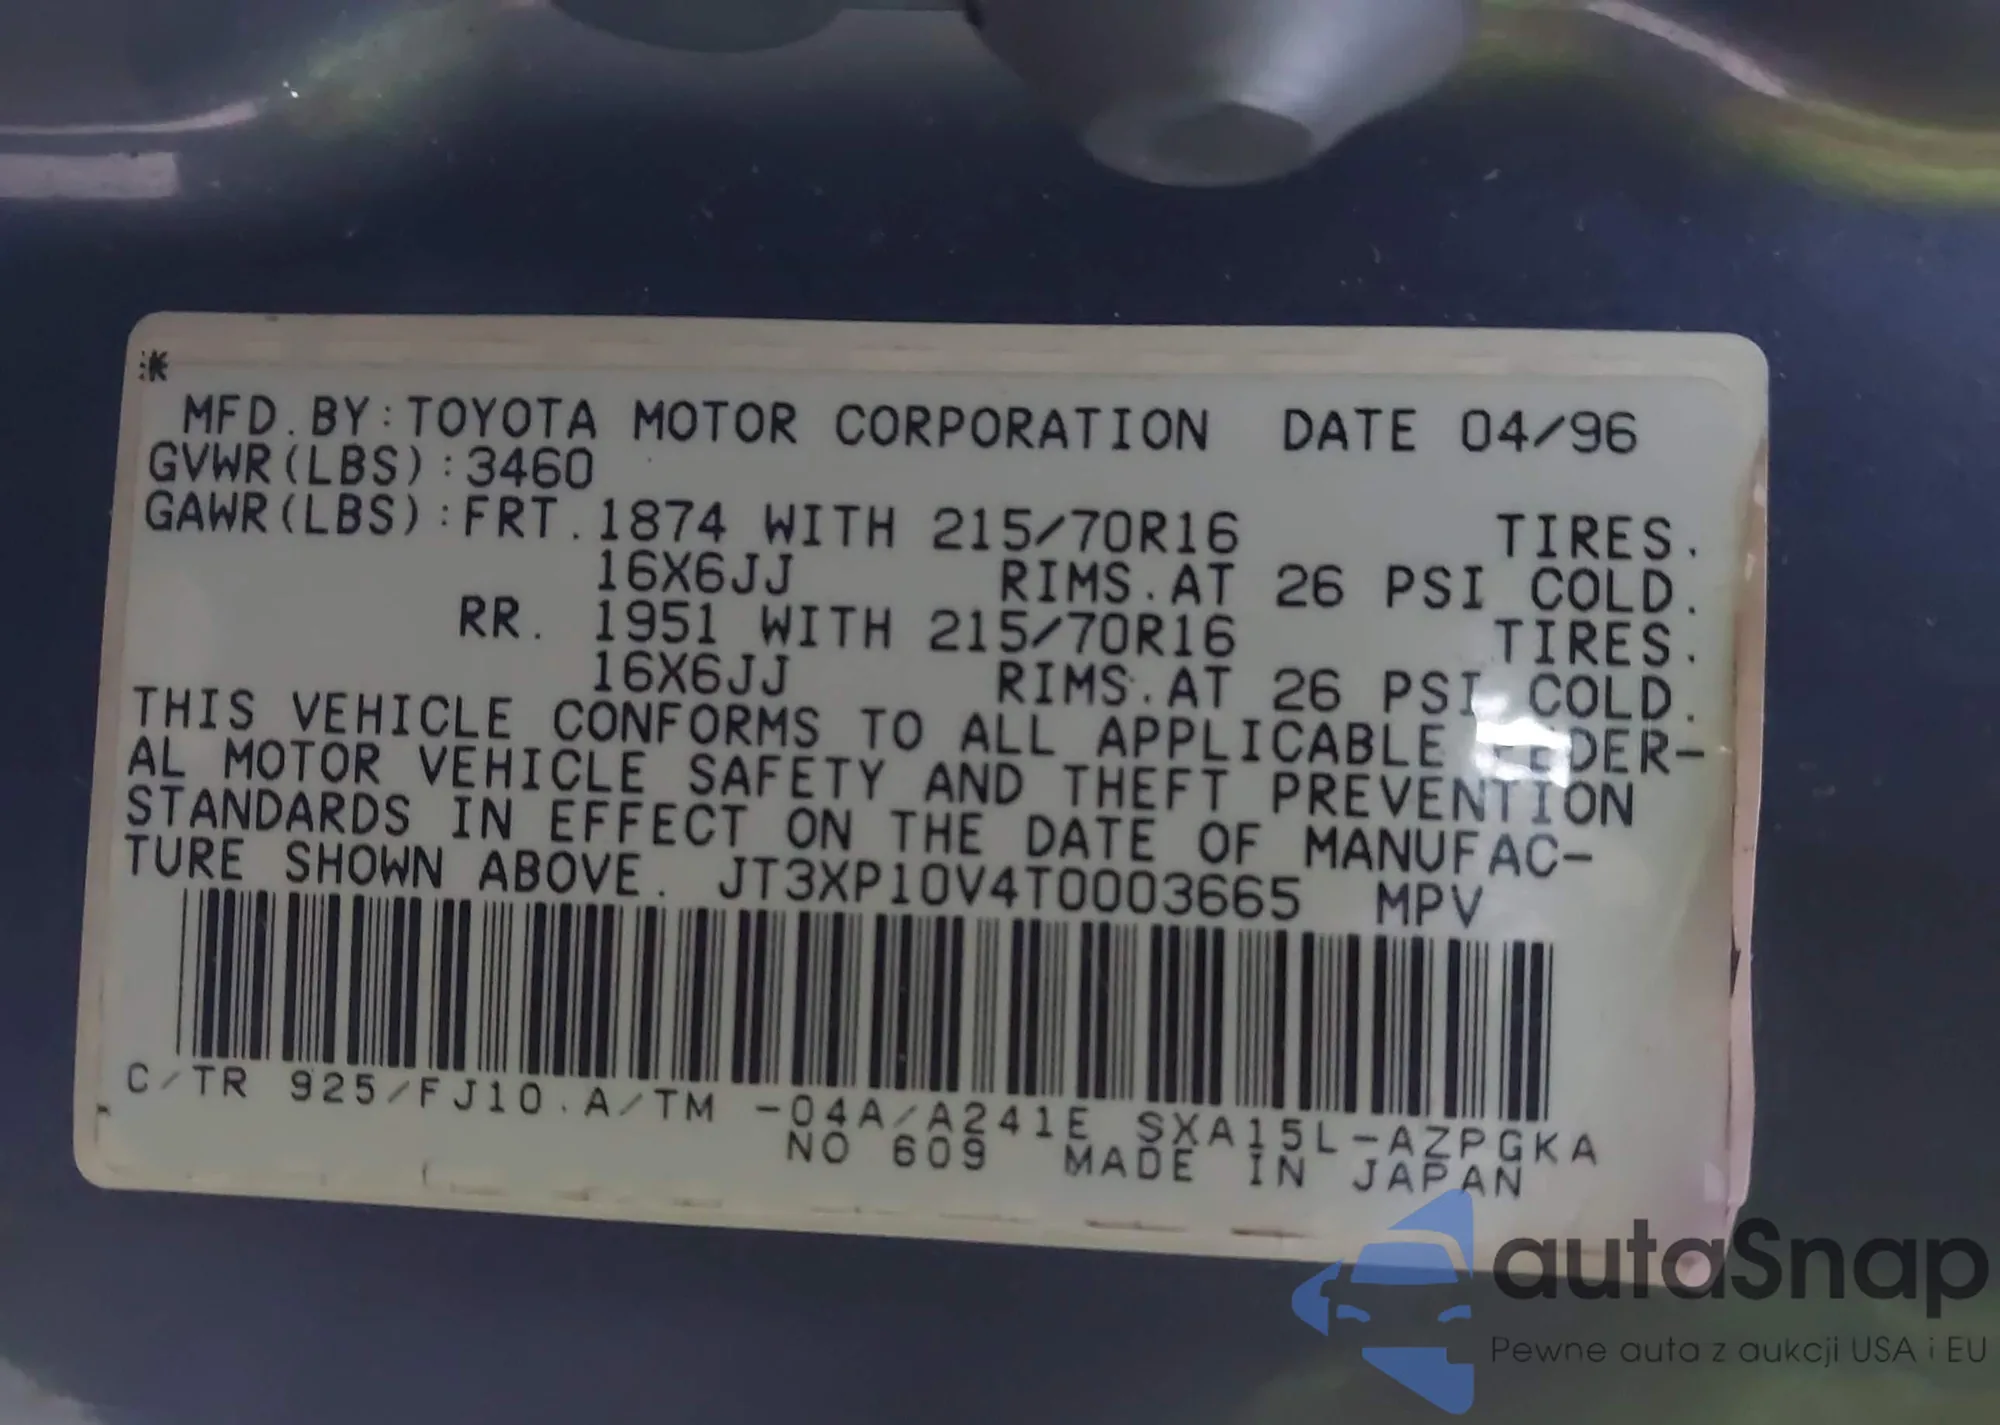 MFD.BY:TOYOTA MOTOR CORPORATION DATE 04/96
GVWR(LBS):3460
GAWR(LBS):FRT.1874 WITH 215/70R16 TIRES.
16X6JJ RIMS.AT 26 PSI COLD.
RR. 1951 WITH 215/70R16 TIRES.
16X6JJ RIMS.AT 26 PSI COLD.
THIS VEHICLE CONFORMS TO ALL APPLICABLE FEDER-
AL MOTOR VEHICLE SAFETY AND THEFT PREVENTION
STANDARDS IN EFFECT ON THE DATE OF MANUFAC-
TURE SHOWN ABOVE. JT3XP10V4T0003665 MPV
C/TR 925/FJ10.A/TM -04A/A241E SXA15L-AZPGKA
NO 609 MADE IN JAPAN
autaSnap
Pewne auta z aukcji USA i EU